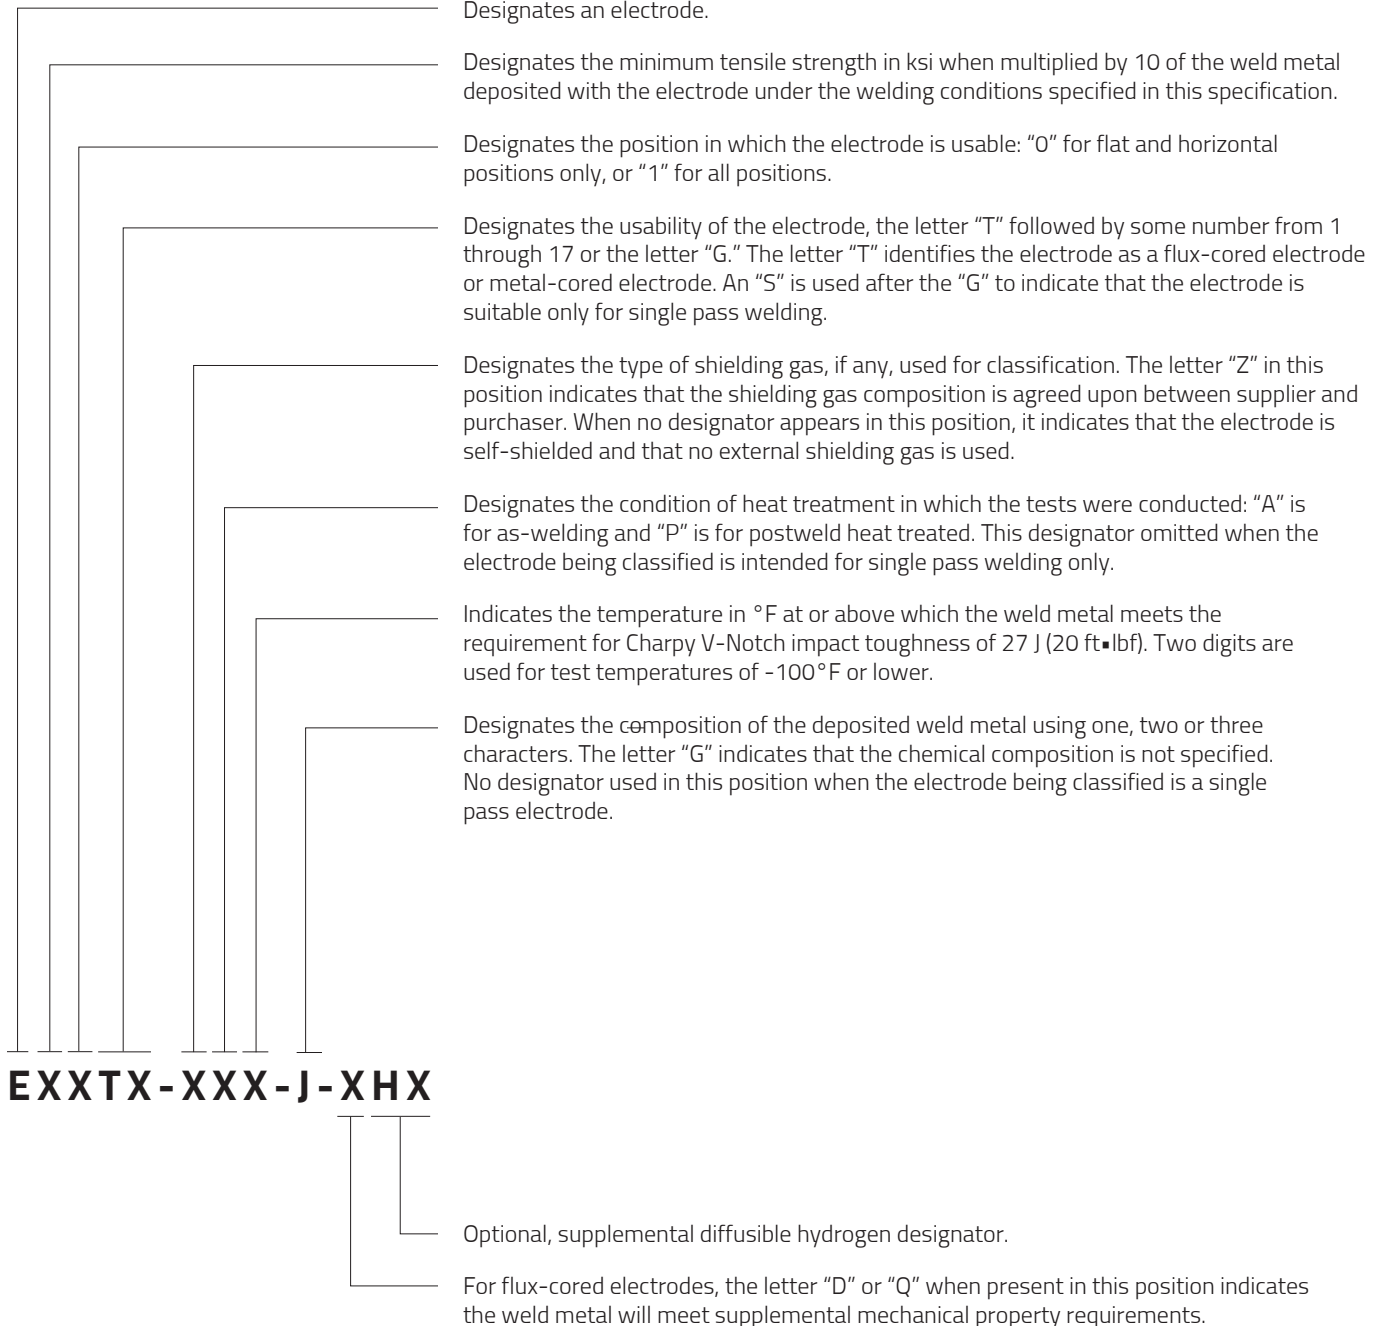 Designates an electrode.
Designates the minimum tensile strength in ksi when multiplied by 10 of the weld metal
deposited with the electrode under the welding conditions specified in this specification.
Designates the position in which the electrode is usable: “0” for flat and horizontal
positions only, or “1” for all positions.
Designates the usability of the electrode, the letter “T” followed by some number from 1
through 17 or the letter “G.” The letter “T” identifies the electrode as a flux-cored electrode
or metal-cored electrode. An “S” is used after the “G” to indicate that the electrode is
suitable only for single pass welding.
Designates the type of shielding gas, if any, used for classification. The letter “Z” in this
position indicates that the shielding gas composition is agreed upon between supplier and
purchaser. When no designator appears in this position, it indicates that the electrode is
self-shielded and that no external shielding gas is used.
Designates the condition of heat treatment in which the tests were conducted: “A” is
for as-welding and “P” is for postweld heat treated. This designator omitted when the
electrode being classified is intended for single pass welding only.
Indicates the temperature in °F at or above which the weld metal meets the
requirement for Charpy V-Notch impact toughness of 27 J (20 ft▪lbf). Two digits are
used for test temperatures of -100°F or lower.
Designates the composition of the deposited weld metal using one, two or three
characters. The letter “G” indicates that the chemical composition is not specified.
No designator used in this position when the electrode being classified is a single
pass electrode.
EXXTX-XXX-J-XHX
Optional, supplemental diffusible hydrogen designator.
For flux-cored electrodes, the letter “D” or “Q” when present in this position indicates
the weld metal will meet supplemental mechanical property requirements.